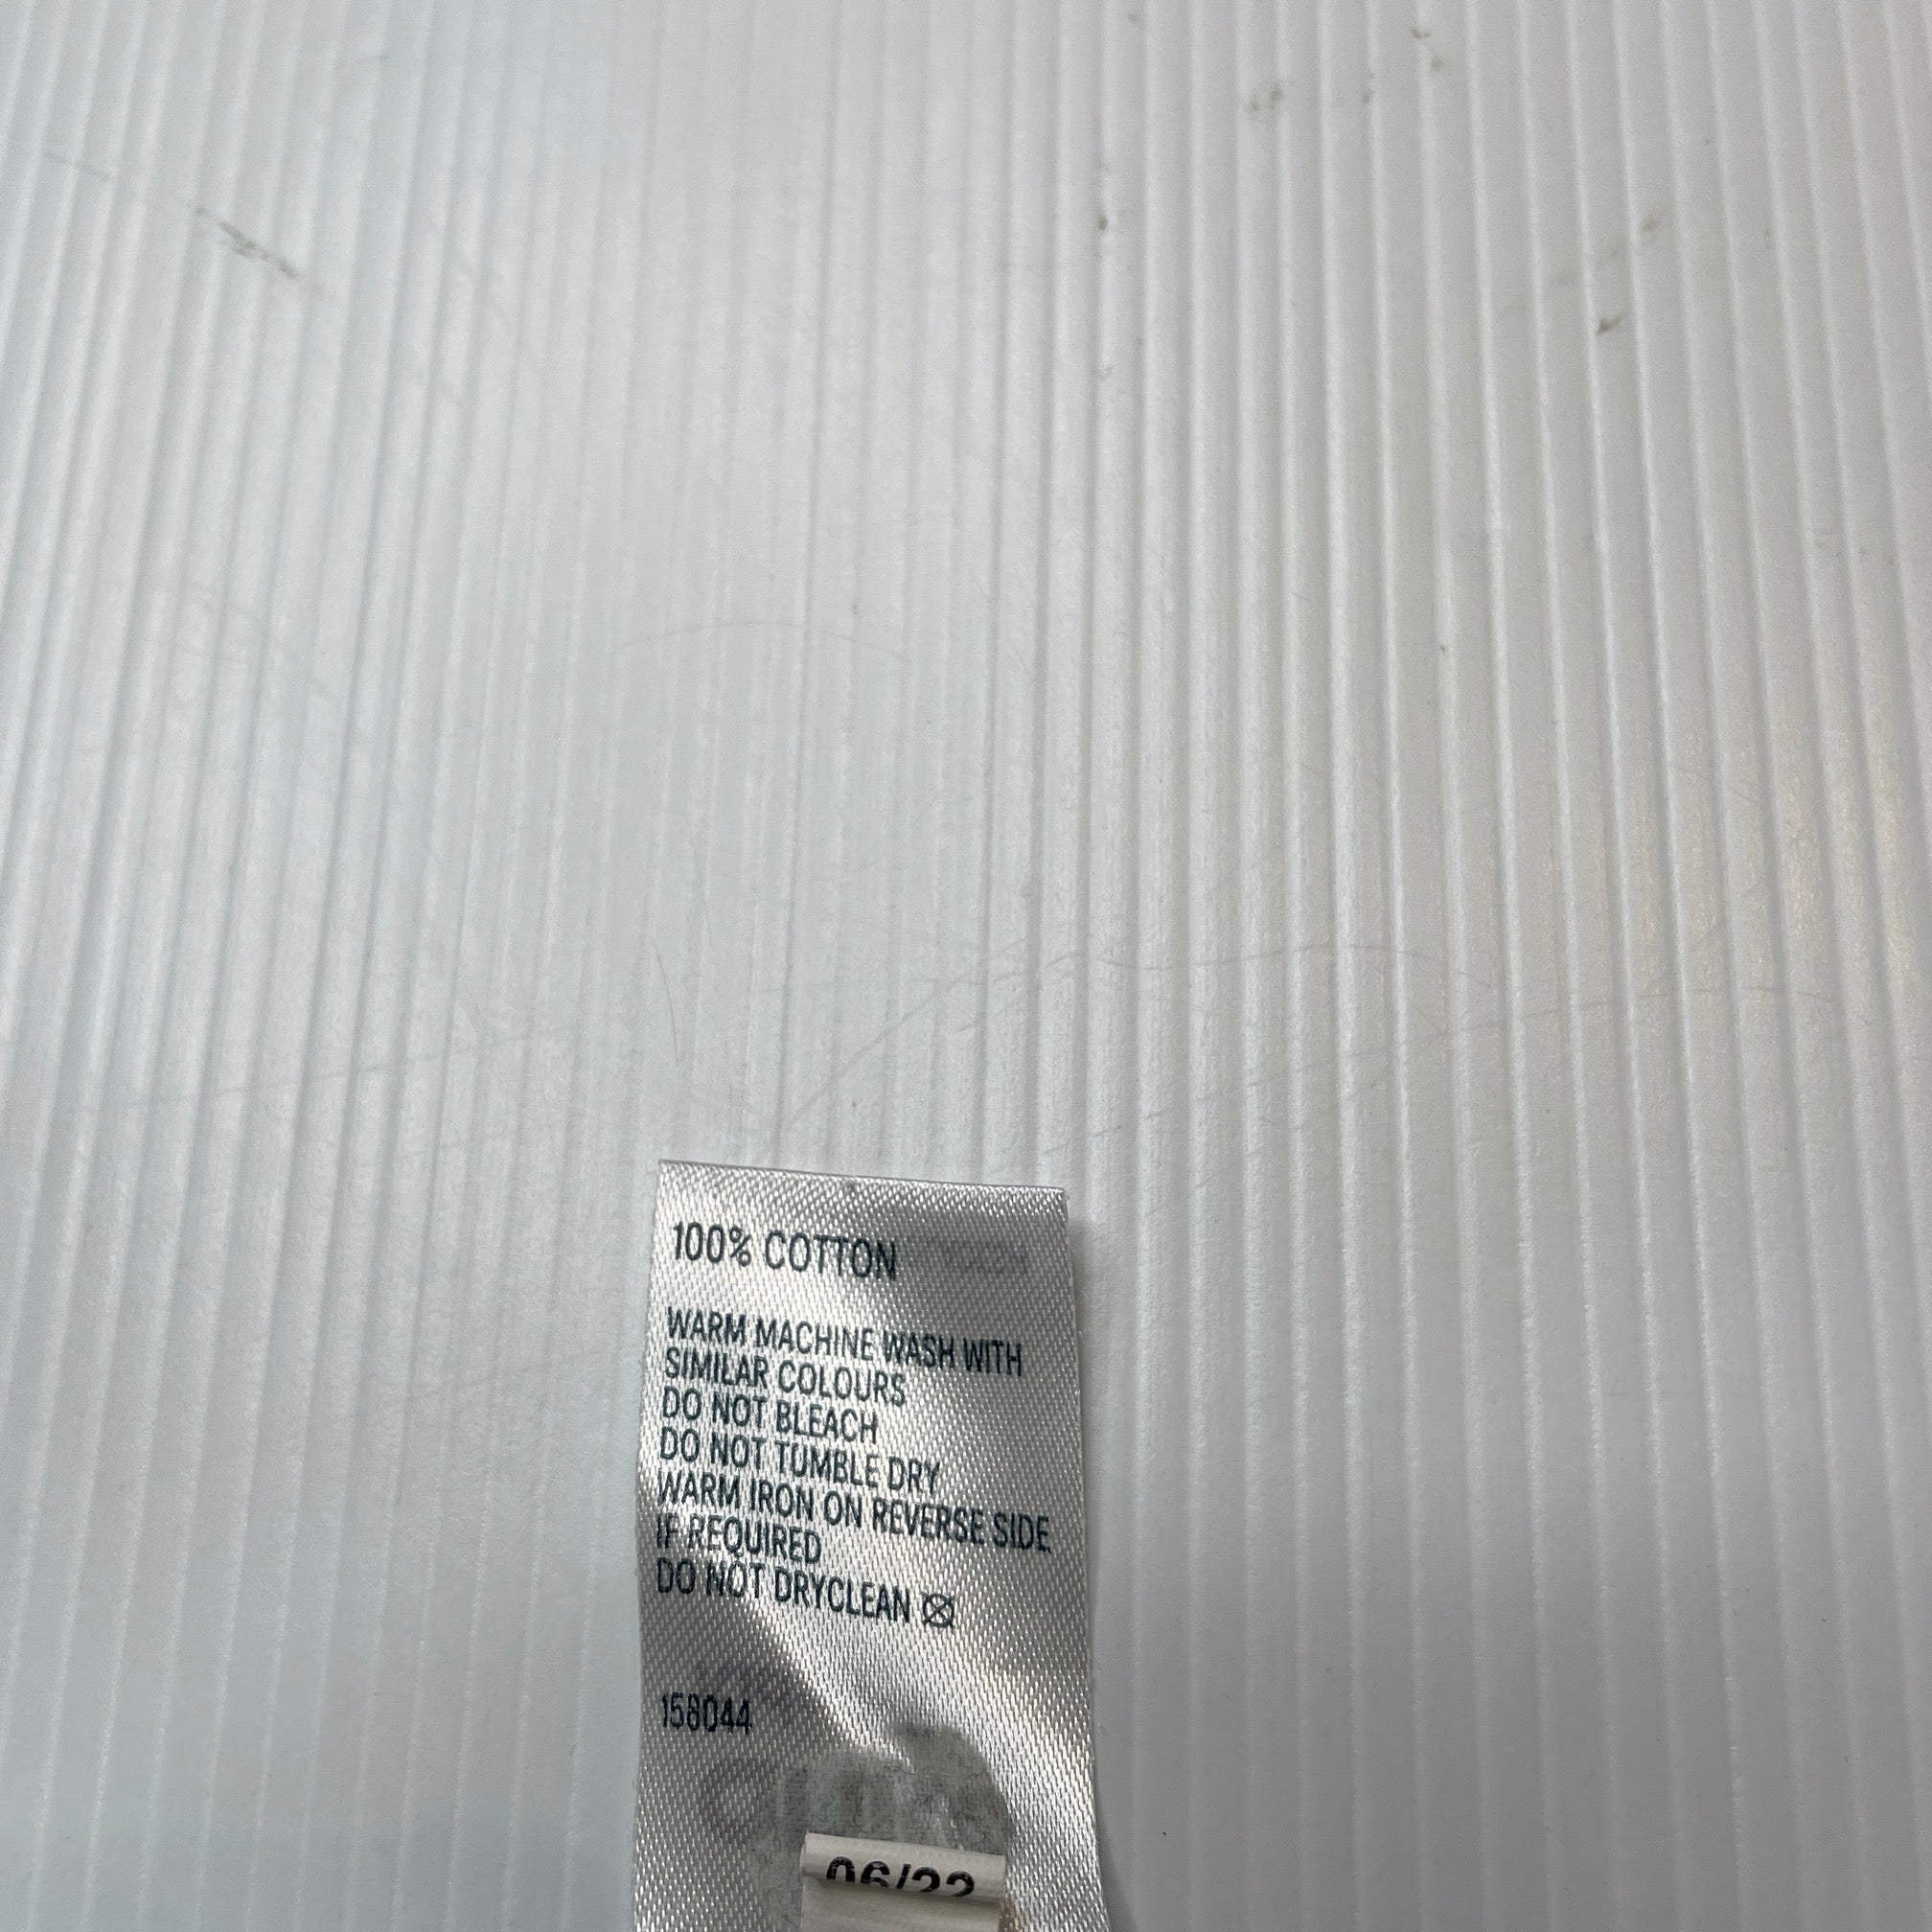 100% COTTON
WARM MACHINE WASH WITH
SIMILAR COLOURS
DO NOT BLEACH
DO NOT TUMBLE DRY
WARM IRON ON REVERSE SIDE
IF REQUIRED
DO NOT DRYCLEAN
158044
06/22